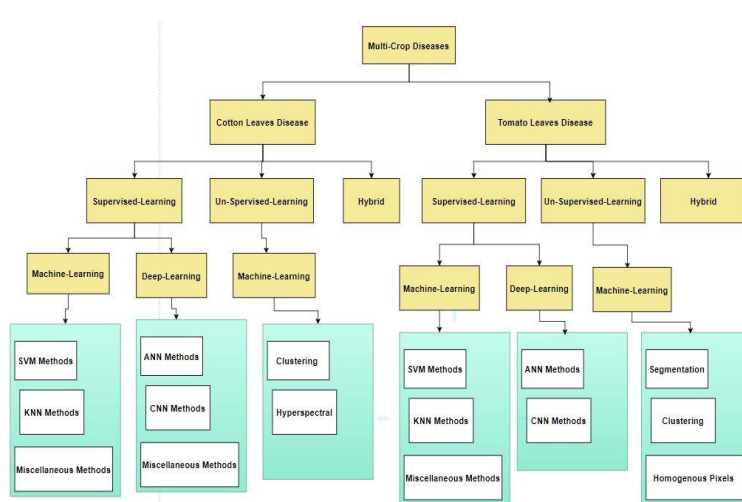 Multi-Crop Diseases
Cotton Leaves Disease
Tomato Leaves Disease
Supervised-Learning
Un-Spervised-Learning
Hybrid
Supervised-Learning
Un-Supervised-Learning
Hybrid
Machine-Learning
Deep-Learning
Machine-Learning
Machine-Learning
Deep-Learning
Machine-Learning
SVM Methods
KNN Methods
Miscellaneous Methods
ANN Methods
CNN Methods
Miscellaneous Methods
Clustering
Hyperspectral
SVM Methods
KNN Methods
Miscellaneous Methods
ANN Methods
CNN Methods
Segmentation
Clustering
Homogenous Pixels